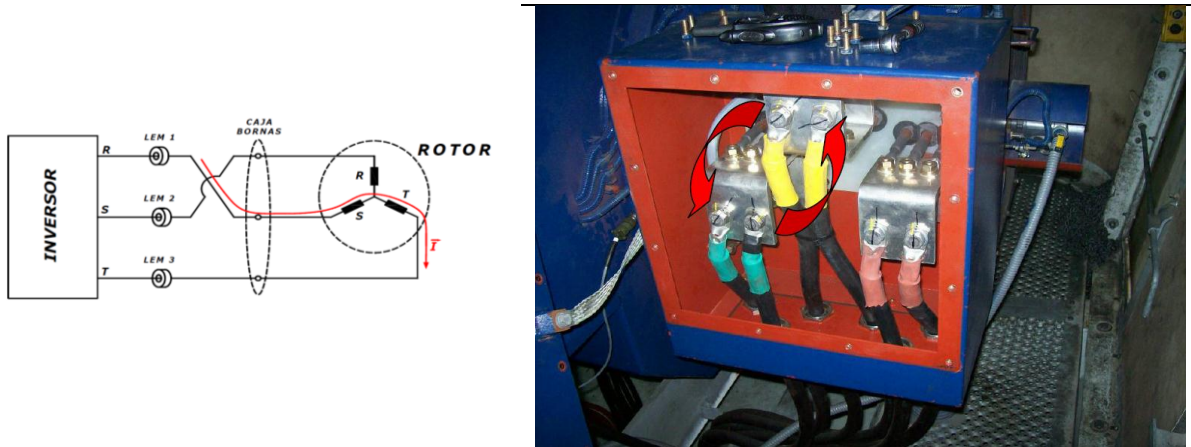 CAJA
BORNAS
LEM 1
R
ROTOR
R
T
INVERSOR
LEM 2
S
S
I
LEM 3
T